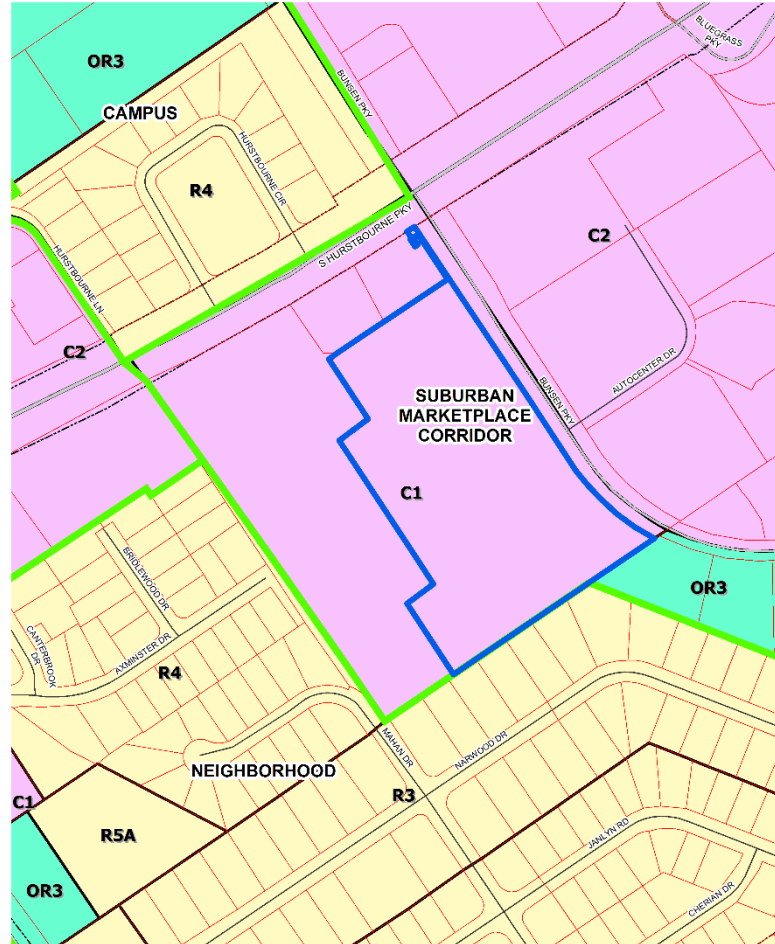 BLUEGRASS
PKY
OR3
CAMPUS
BUNSEN PKY
HURSTBOURNE CIR
R4
S HURSTBOURNE PKY
C2
HURSTBOURNE LN
C2
AUTOCENTER DR
SUBURBAN
MARKETPLACE
CORRIDOR
BUNSEN PKY
C1
BRIDLEWOOD DR
OR3
CANTERBROOK
DR
AXMINSTER DR
R4
MAHAN DR
NARWOOD DR
NEIGHBORHOOD
R3
C1
R5A
JANLYN RD
OR3
CHERIAN DR